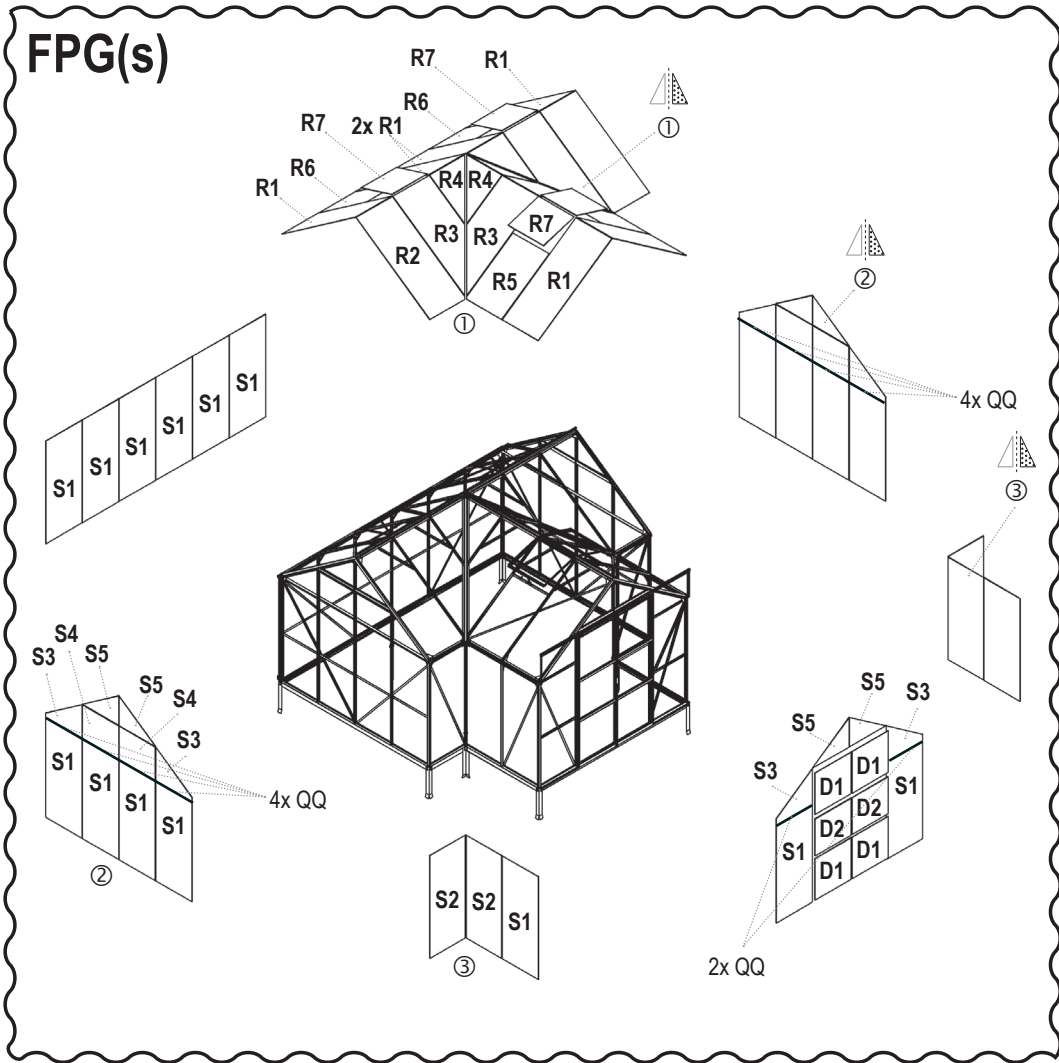 FPG(s)
R7
R1
R6
R7
2x R1
①
R6
R1
R4
R4
R7
R3
R3
R2
R5
R1
①
②
4x QQ
S1
S1
S1
S1
S1
S1
③
S4
S3
S5
S5
S4
S3
S1
S1
S1
S1
4x QQ
②
S5
S3
S5
S3
D1
D1
S1
D2
D2
S1
D1
D1
2x QQ
S2
S2
S1
③